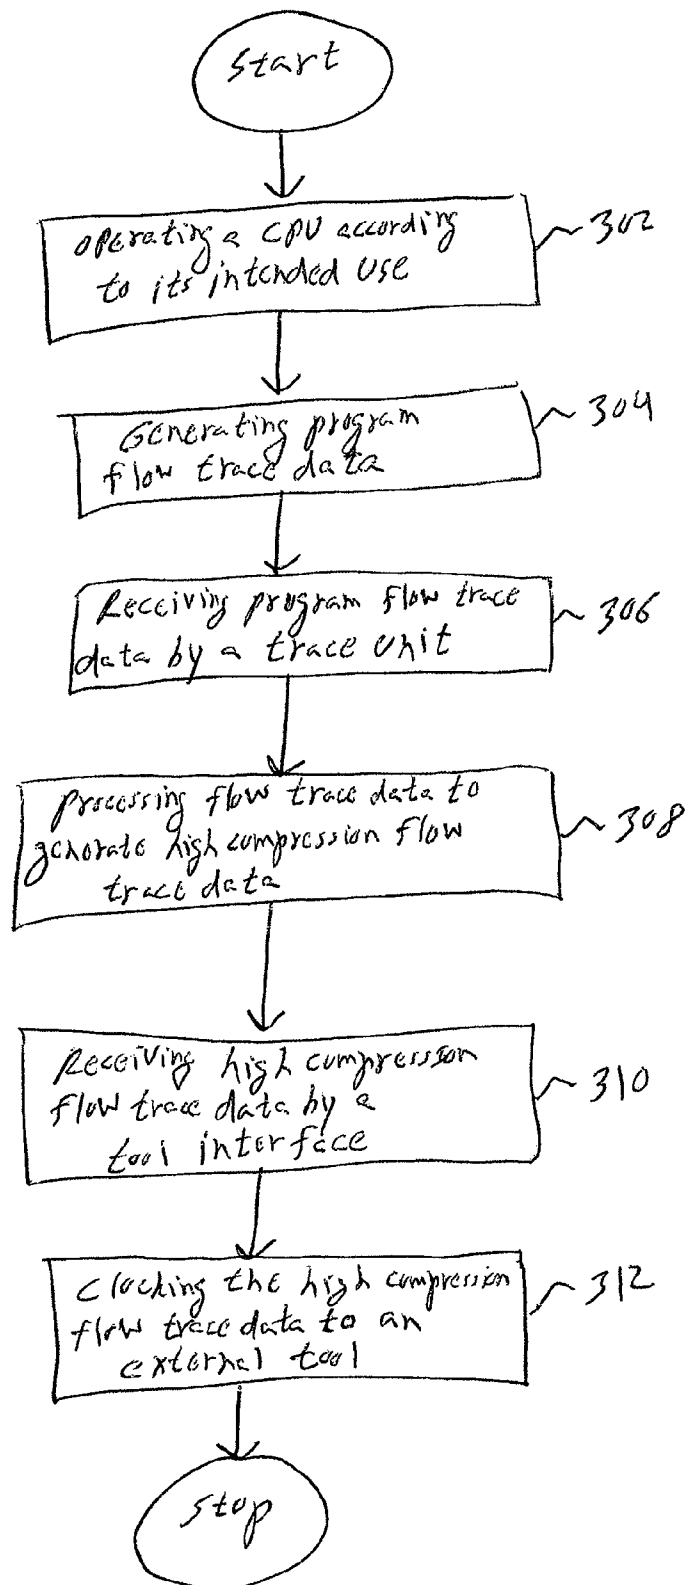 Start
operating a CPU according
to its intended use
302
Generating program
flow trace data
304
Receiving program flow trace
data by a trace unit
306
processing flow trace data to
generate high compression flow
trace data
308
Receiving high compression
flow trace data by a
tool interface
310
Clocking the high compression
flow trace data to an
external tool
312
stop